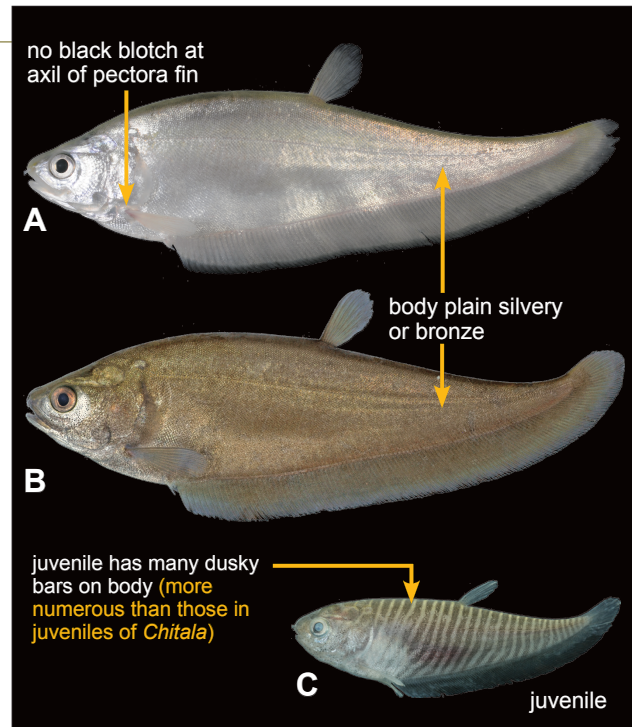 no black blotch at
axil of pectora fin
A
body plain silvery
or bronze
B
juvenile has many dusky
bars on body (more
numerous than those in
juveniles of Chitala)
C
juvenile